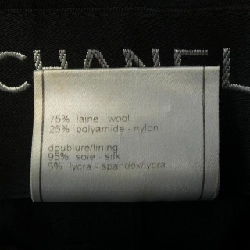 CHANEL
75% laine - wool
25% polyamide - nylon
doublure/lining
95% soie - silk
5% lycra - spandex/lycra